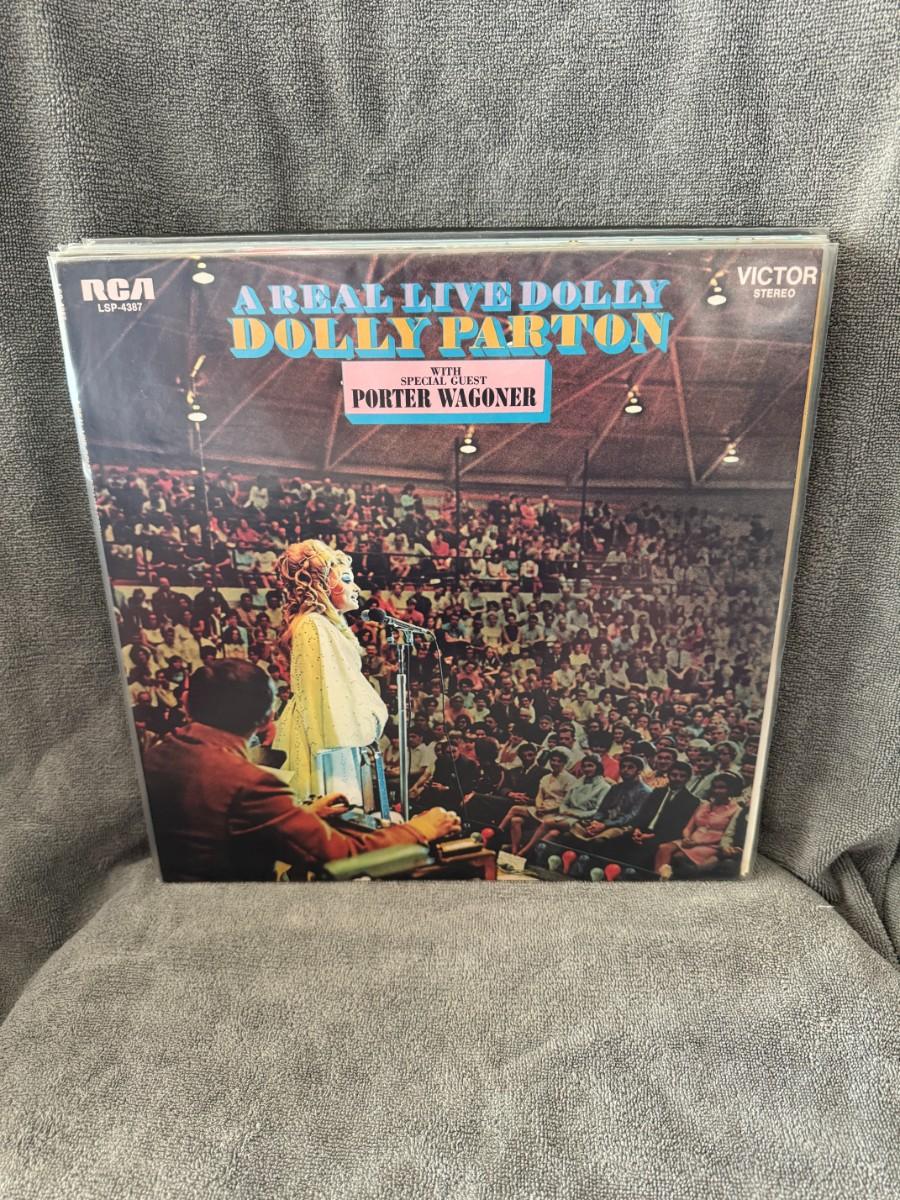 RCA
LSP-4387
VICTOR
STEREO
A REAL LIVE DOLLY
DOLLY PARTON
WITH
SPECIAL GUEST
PORTER WAGONER